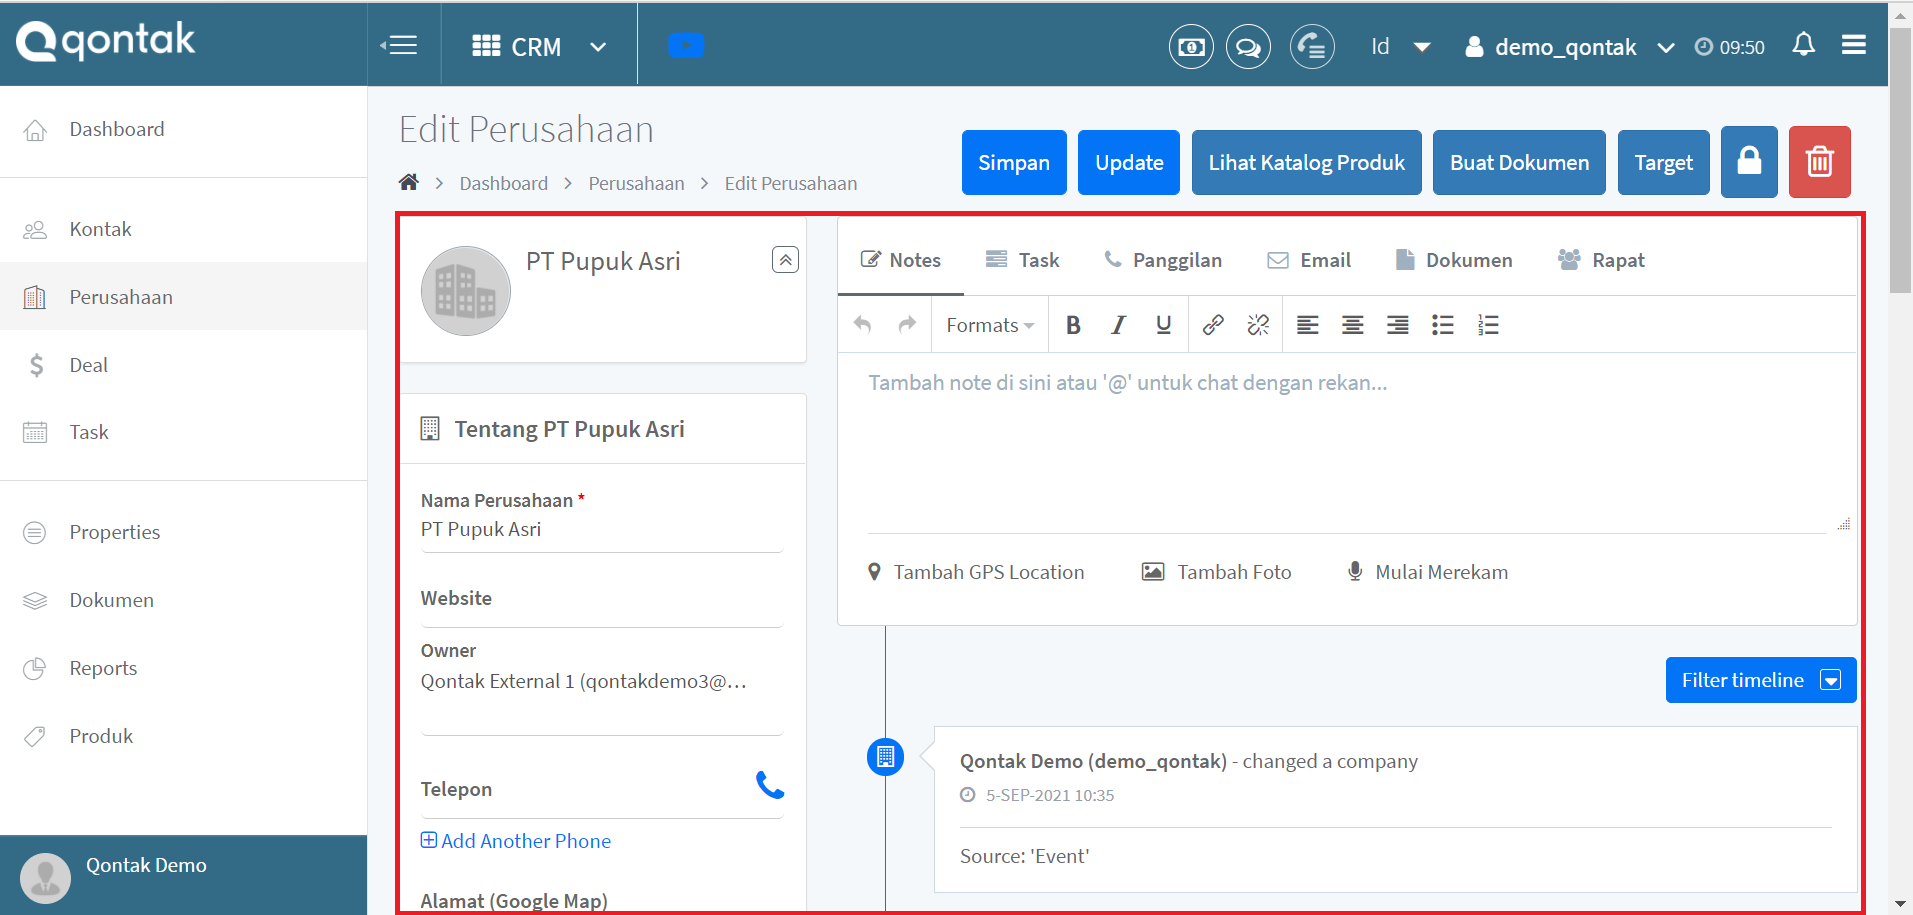 qontak
CRM
Id
demo_qontak
09:50
Dashboard
Kontak
Perusahaan
Deal
Task
Properties
Dokumen
Reports
Produk
Qontak Demo
Edit Perusahaan
Dashboard > Perusahaan > Edit Perusahaan
Simpan
Update
Lihat Katalog Produk
Buat Dokumen
Target
PT Pupuk Asri
Tentang PT Pupuk Asri
Nama Perusahaan *
PT Pupuk Asri
Website
Owner
Qontak External 1 (qontakdemo3@...
Telepon
Add Another Phone
Alamat (Google Map)
Notes
Task
Panggilan
Email
Dokumen
Rapat
Formats
B I U
Tambah note di sini atau '@' untuk chat dengan rekan...
Tambah GPS Location
Tambah Foto
Mulai Merekam
Filter timeline
Qontak Demo (demo_qontak) - changed a company
5-SEP-2021 10:35
Source: 'Event'